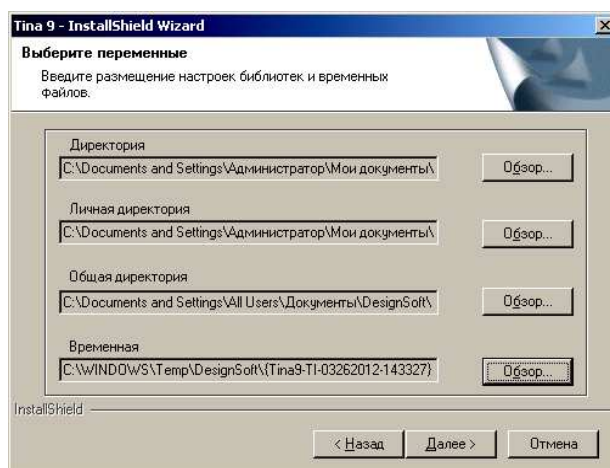 Tina 9 - InstallShield Wizard
Выберите переменные
Введите размещение настроек библиотек и временных
файлов.
Директория
C:\Documents and Settings\Администратор\Мои документы\
Обзор...
Личная директория
C:\Documents and Settings\Администратор\Мои документы\
Обзор...
Общая директория
C:\Documents and Settings\All Users\Документы\DesignSoft\
Обзор...
Временная
C:\WINDOWS\Temp\DesignSoft\{Tina9-TI-03262012-143327}
Обзор...
InstallShield
< Назад
Далее >
Отмена